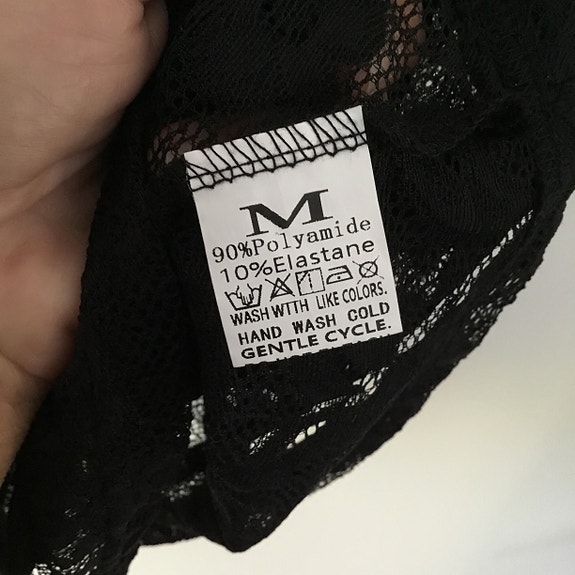 M
90%Polyamide
10%Elastane
WASH WITH LIKE COLORS.
HAND WASH COLD
GENTLE CYCLE.